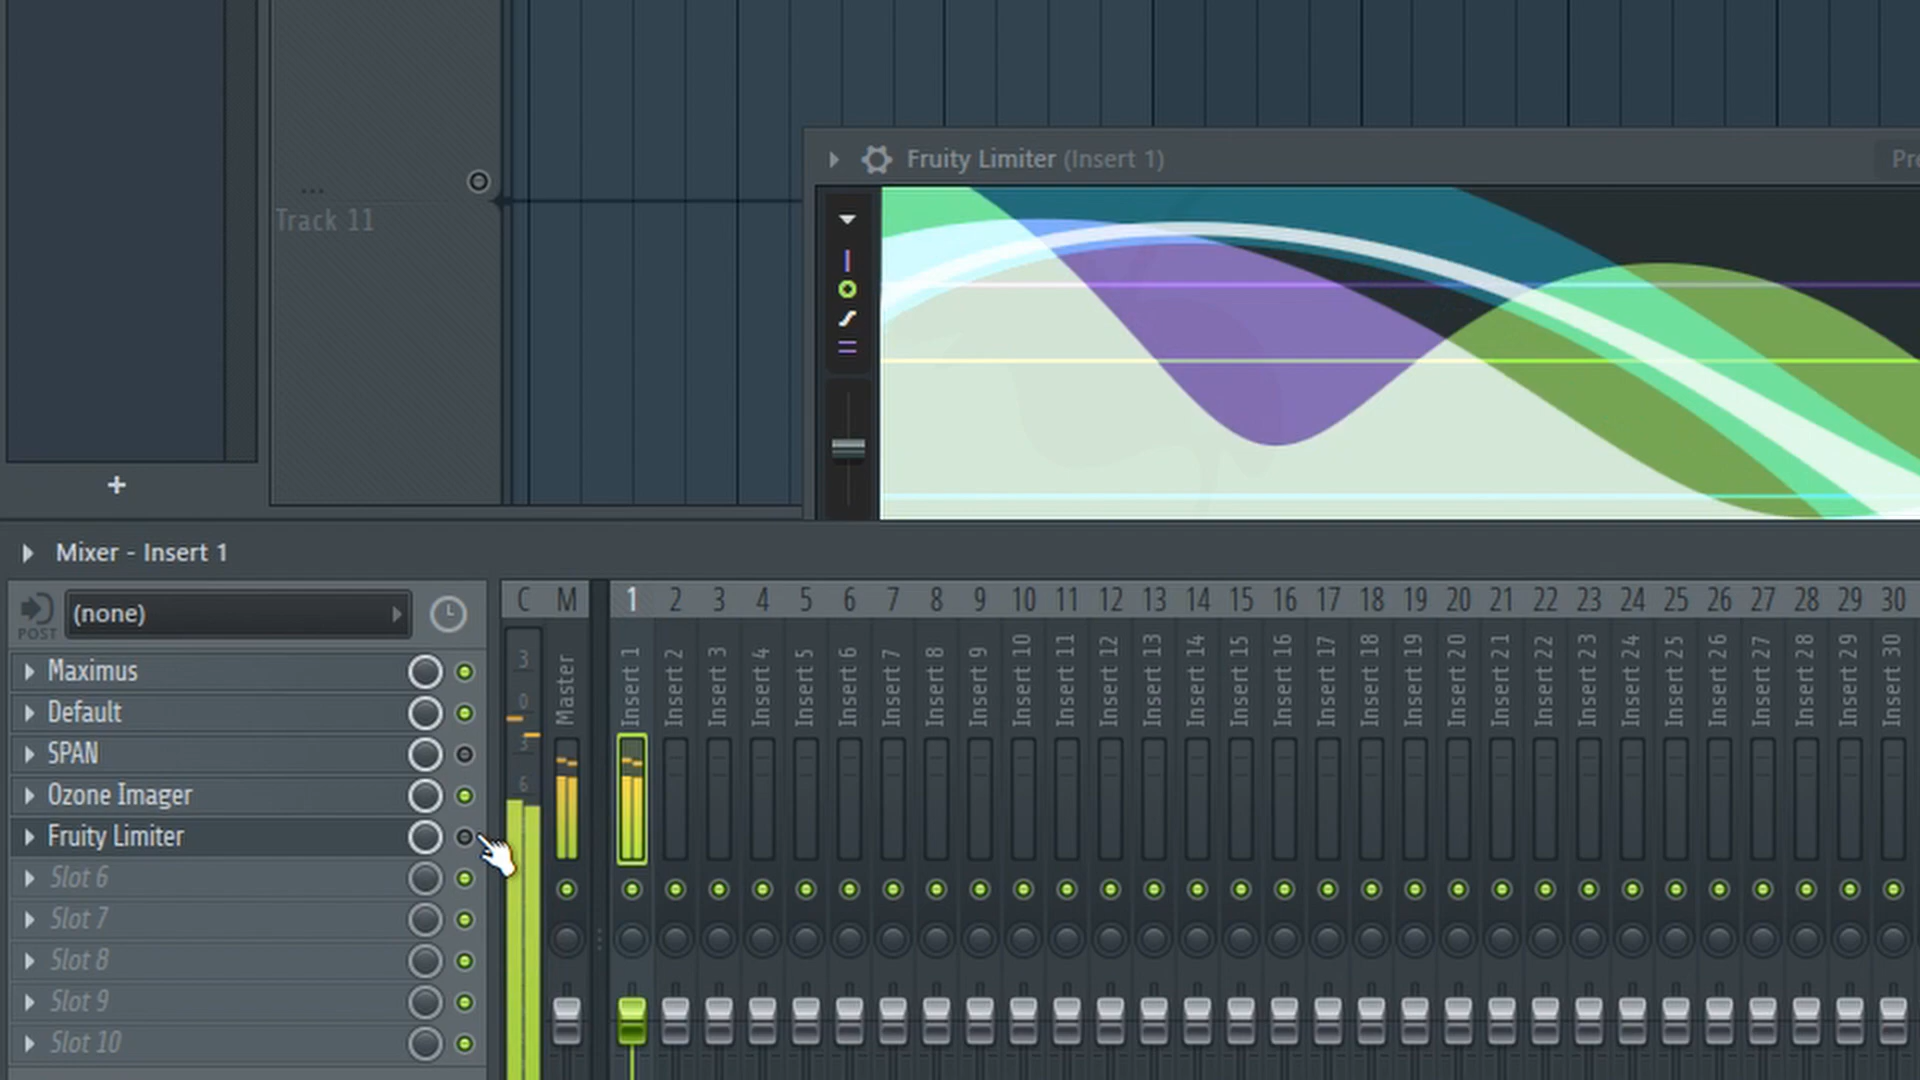 Fruity Limiter (Insert 1)
Pre
Track 11
Mixer - Insert 1
POST
(none)
Maximus
Default
SPAN
Ozone Imager
Fruity Limiter
Slot 6
Slot 7
Slot 8
Slot 9
Slot 10
C M 1 2 3 4 5 6 7 8 9 10 11 12 13 14 15 16 17 18 19 20 21 22 23 24 25 26 27 28 29 30
3
0
3
6
Master
Insert 1
Insert 2
Insert 3
Insert 4
Insert 5
Insert 6
Insert 7
Insert 8
Insert 9
Insert 10
Insert 11
Insert 12
Insert 13
Insert 14
Insert 15
Insert 16
Insert 17
Insert 18
Insert 19
Insert 20
Insert 21
Insert 22
Insert 23
Insert 24
Insert 25
Insert 26
Insert 27
Insert 28
Insert 29
Insert 30